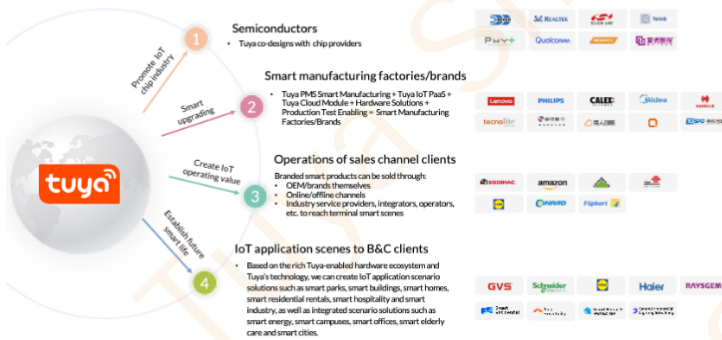 Semiconductors
• Tuya co-designs with chip providers
Promote IoT
chip industry
1
REALTEK
PHY+
Qualcomm
Smart manufacturing factories/brands
• Tuya PMS Smart Manufacturing + Tuya IoT PaaS +
Tuya Cloud Module + Hardware Solutions +
Production Test Enabling = Smart Manufacturing
Factories/Brands
Smart
upgrading
2
Lenovo
PHILIPS
CALEX
Midea
tecnolite
tuya
Operations of sales channel clients
Branded smart products can be sold through:
• OEM/brands themselves
• Online/offline channels
• Industry service providers, integrators, operators,
etc. to reach terminal smart scenes
Create IoT
operating value
3
SODIMAC
amazon
CONRAD
Flipkart
IoT application scenes to B&C clients
• Based on the rich Tuya-enabled hardware ecosystem and
Tuya's technology, we can create IoT application scenario
solutions such as smart parks, smart buildings, smart homes,
smart residential rentals, smart hospitality and smart
industry, as well as integrated scenario solutions such as
smart energy, smart campuses, smart offices, smart elderly
care and smart cities.
Establish future
smart life
4
GVS
Schneider
Haier
RAYSGEM